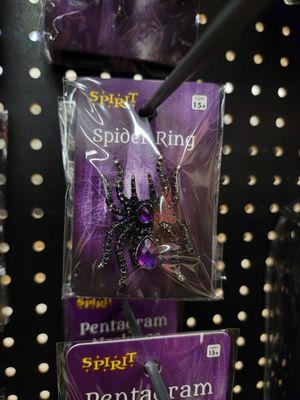 SPIRIT
15+
Spider Ring
SPIRIT
Pentagram
SPIRIT
15+
Pentagram